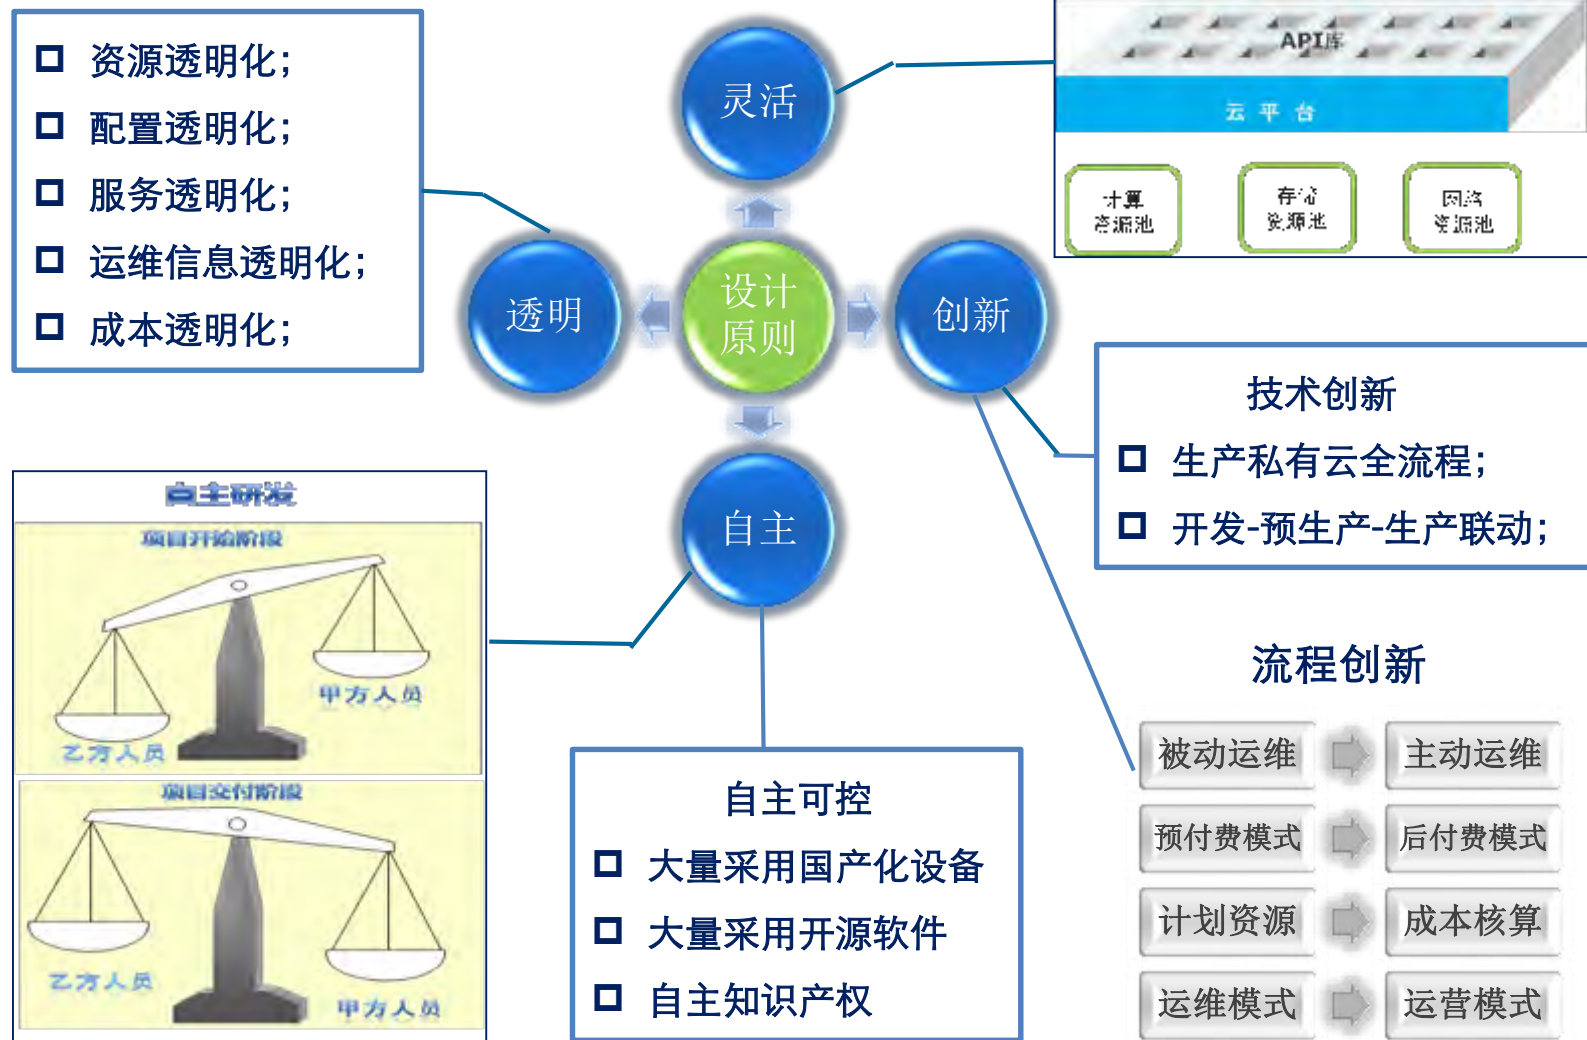 资源透明化；
配置透明化；
服务透明化；
运维信息透明化；
成本透明化；
灵活
API库
云 平 台
计算
资源池
存储
资源池
网络
资源池
透明
设计
原则
创新
自主
技术创新
生产私有云全流程；
开发-预生产-生产联动；
自主研发
项目开始阶段
甲方人员
乙方人员
项目交付阶段
乙方人员
甲方人员
自主可控
大量采用国产化设备
大量采用开源软件
自主知识产权
流程创新
被动运维
主动运维
预付费模式
后付费模式
计划资源
成本核算
运维模式
运营模式